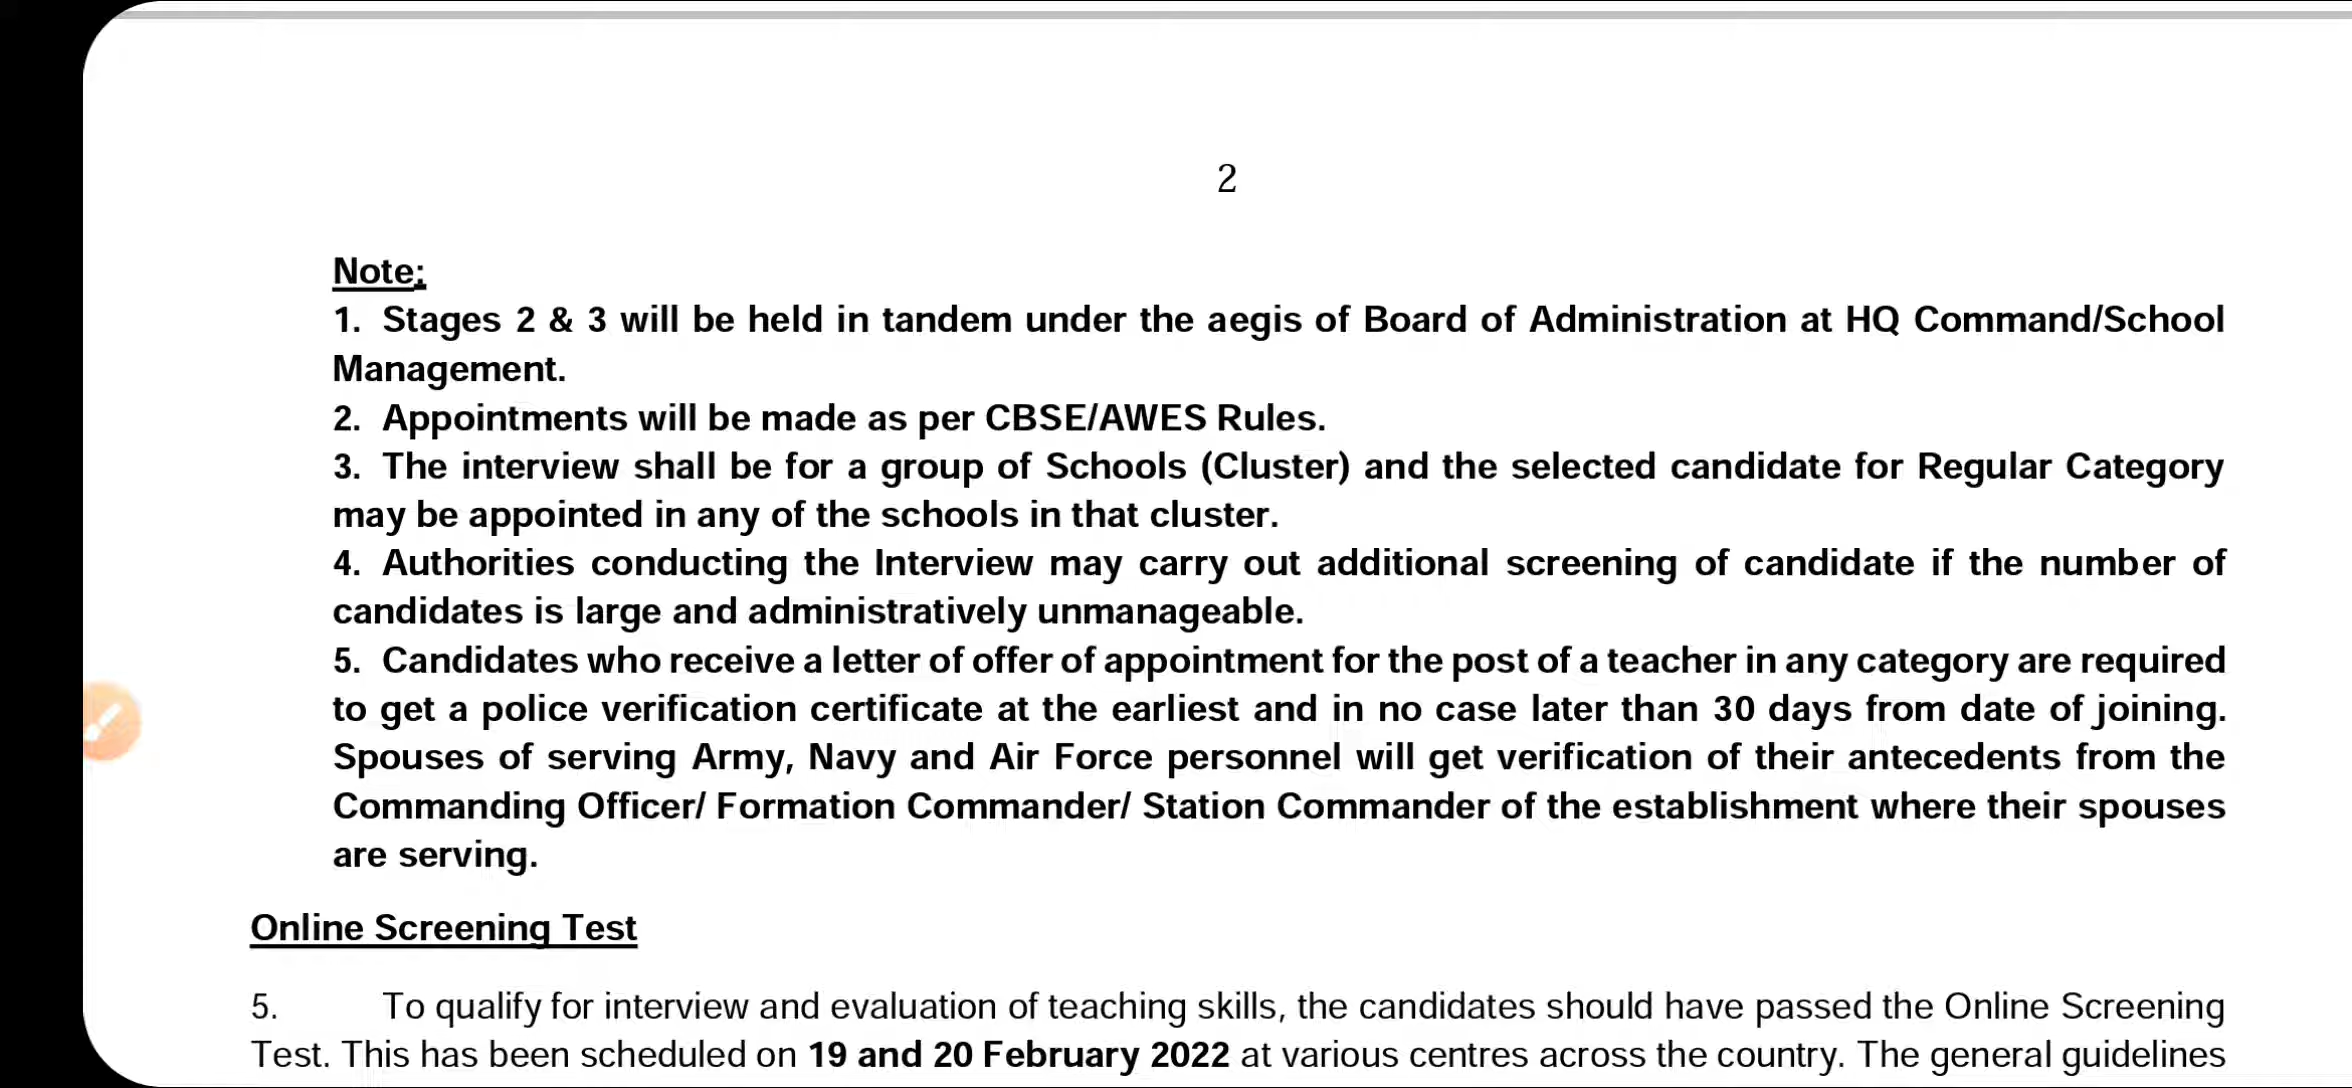 2
Note:
1. Stages 2 & 3 will be held in tandem under the aegis of Board of Administration at HQ Command/School
Management.
2. Appointments will be made as per CBSE/AWES Rules.
3. The interview shall be for a group of Schools (Cluster) and the selected candidate for Regular Category
may be appointed in any of the schools in that cluster.
4. Authorities conducting the Interview may carry out additional screening of candidate if the number of
candidates is large and administratively unmanageable.
5. Candidates who receive a letter of offer of appointment for the post of a teacher in any category are required
to get a police verification certificate at the earliest and in no case later than 30 days from date of joining.
Spouses of serving Army, Navy and Air Force personnel will get verification of their antecedents from the
Commanding Officer/ Formation Commander/ Station Commander of the establishment where their spouses
are serving.
Online Screening Test
5. To qualify for interview and evaluation of teaching skills, the candidates should have passed the Online Screening
Test. This has been scheduled on 19 and 20 February 2022 at various centres across the country. The general guidelines